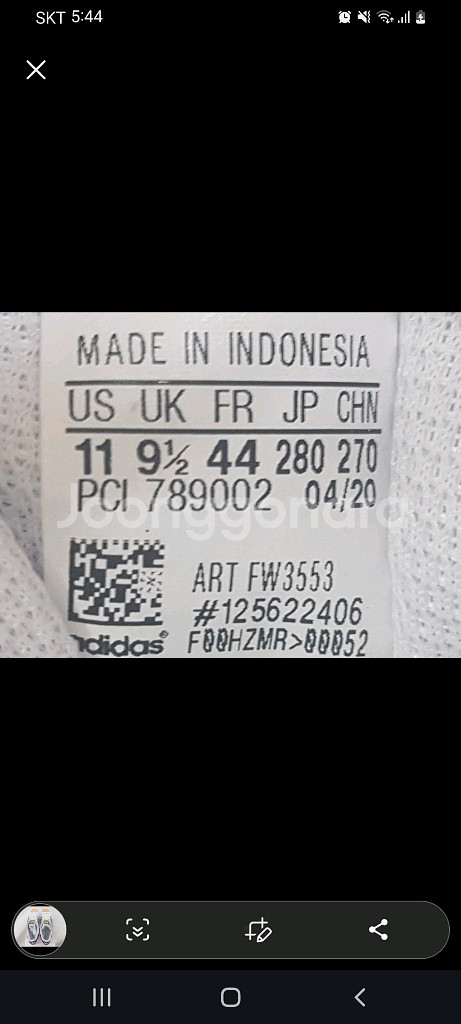 SKT 5:44
MADE IN INDONESIA
US UK FR JP CHN
11 9½ 44 280 270
PCI 789002 04/20
Joonggonara
ART FW3553
#125622406
adidas® F00HZMR>00052